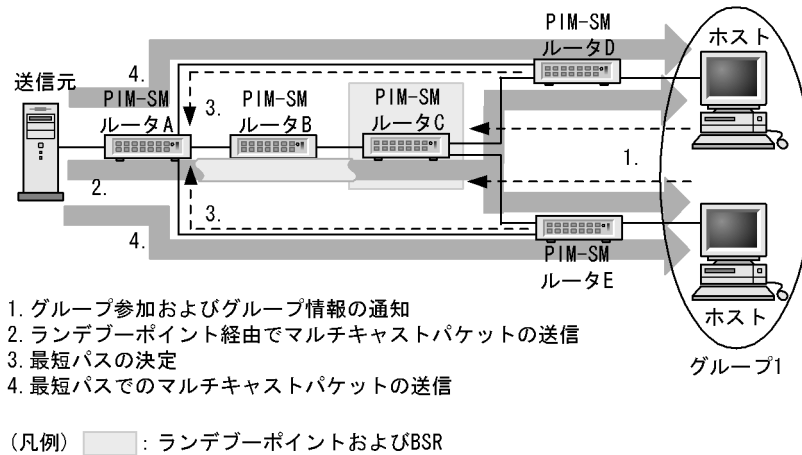 PIM-SM
ルータD
ホスト
4.
送信元
PIM-SM
ルータA
3.
PIM-SM
ルータB
PIM-SM
ルータC
1.
2.
3.
4.
PIM-SM
ルータE
ホスト
グループ1
1. グループ参加およびグループ情報の通知
2. ランデブーポイント経由でマルチキャストパケットの送信
3. 最短パスの決定
4. 最短パスでのマルチキャストパケットの送信
(凡例) : ランデブーポイントおよびBSR